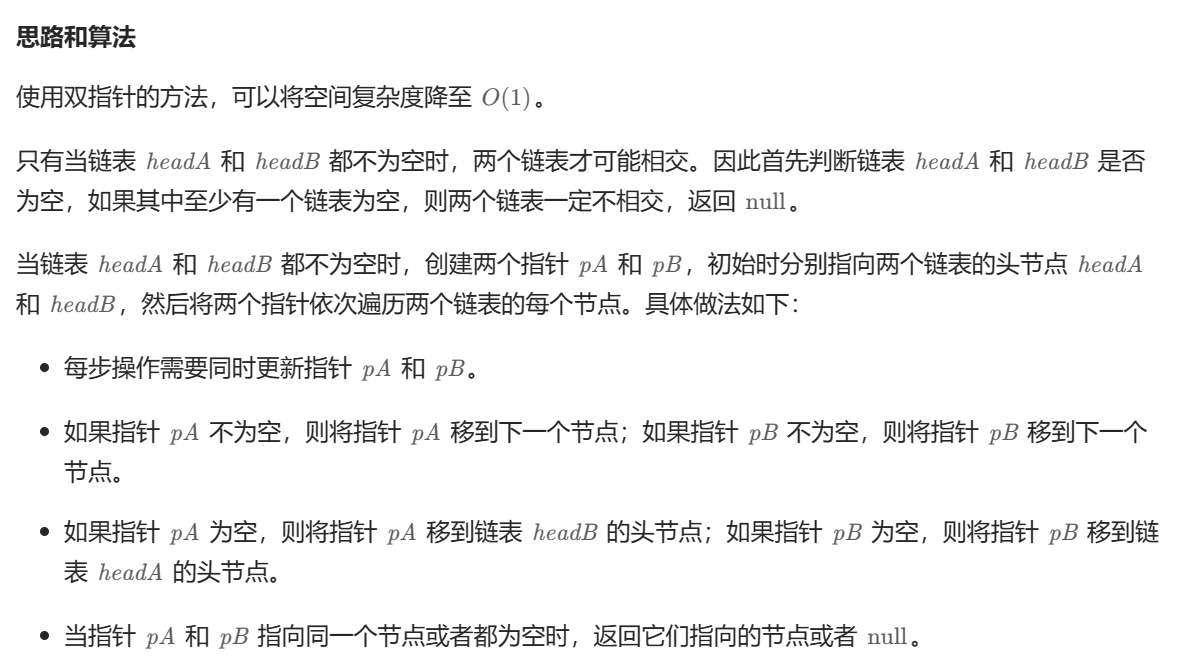 思路和算法
使用双指针的方法，可以将空间复杂度降至 O(1)。
只有当链表 headA 和 headB 都不为空时，两个链表才可能相交。因此首先判断链表 headA 和 headB 是否
为空，如果其中至少有一个链表为空，则两个链表一定不相交，返回 null。
当链表 headA 和 headB 都不为空时，创建两个指针 pA 和 pB，初始时分别指向两个链表的头节点 headA
和 headB，然后将两个指针依次遍历两个链表的每个节点。具体做法如下：
• 每步操作需要同时更新指针 pA 和 pB。
• 如果指针 pA 不为空，则将指针 pA 移到下一个节点；如果指针 pB 不为空，则将指针 pB 移到下一个
节点。
• 如果指针 pA 为空，则将指针 pA 移到链表 headB 的头节点；如果指针 pB 为空，则将指针 pB 移到链
表 headA 的头节点。
• 当指针 pA 和 pB 指向同一个节点或者都为空时，返回它们指向的节点或者 null。